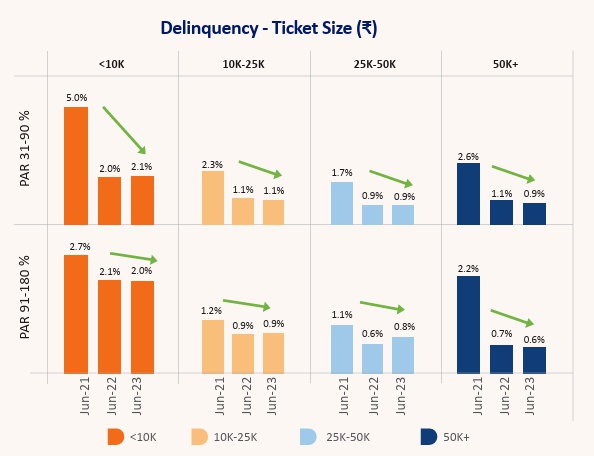 Delinquency - Ticket Size (₹)
<10K 10K-25K 25K-50K 50K+
PAR 31-90 %
5.0% 2.0% 2.1% 2.3% 1.1% 1.1% 1.7% 0.9% 0.9% 2.6% 1.1% 0.9%
PAR 91-180 %
2.7% 2.1% 2.0% 1.2% 0.9% 0.9% 1.1% 0.6% 0.8% 2.2% 0.7% 0.6%
Jun-21 Jun-22 Jun-23 Jun-21 Jun-22 Jun-23 Jun-21 Jun-22 Jun-23 Jun-21 Jun-22 Jun-23
<10K 10K-25K 25K-50K 50K+